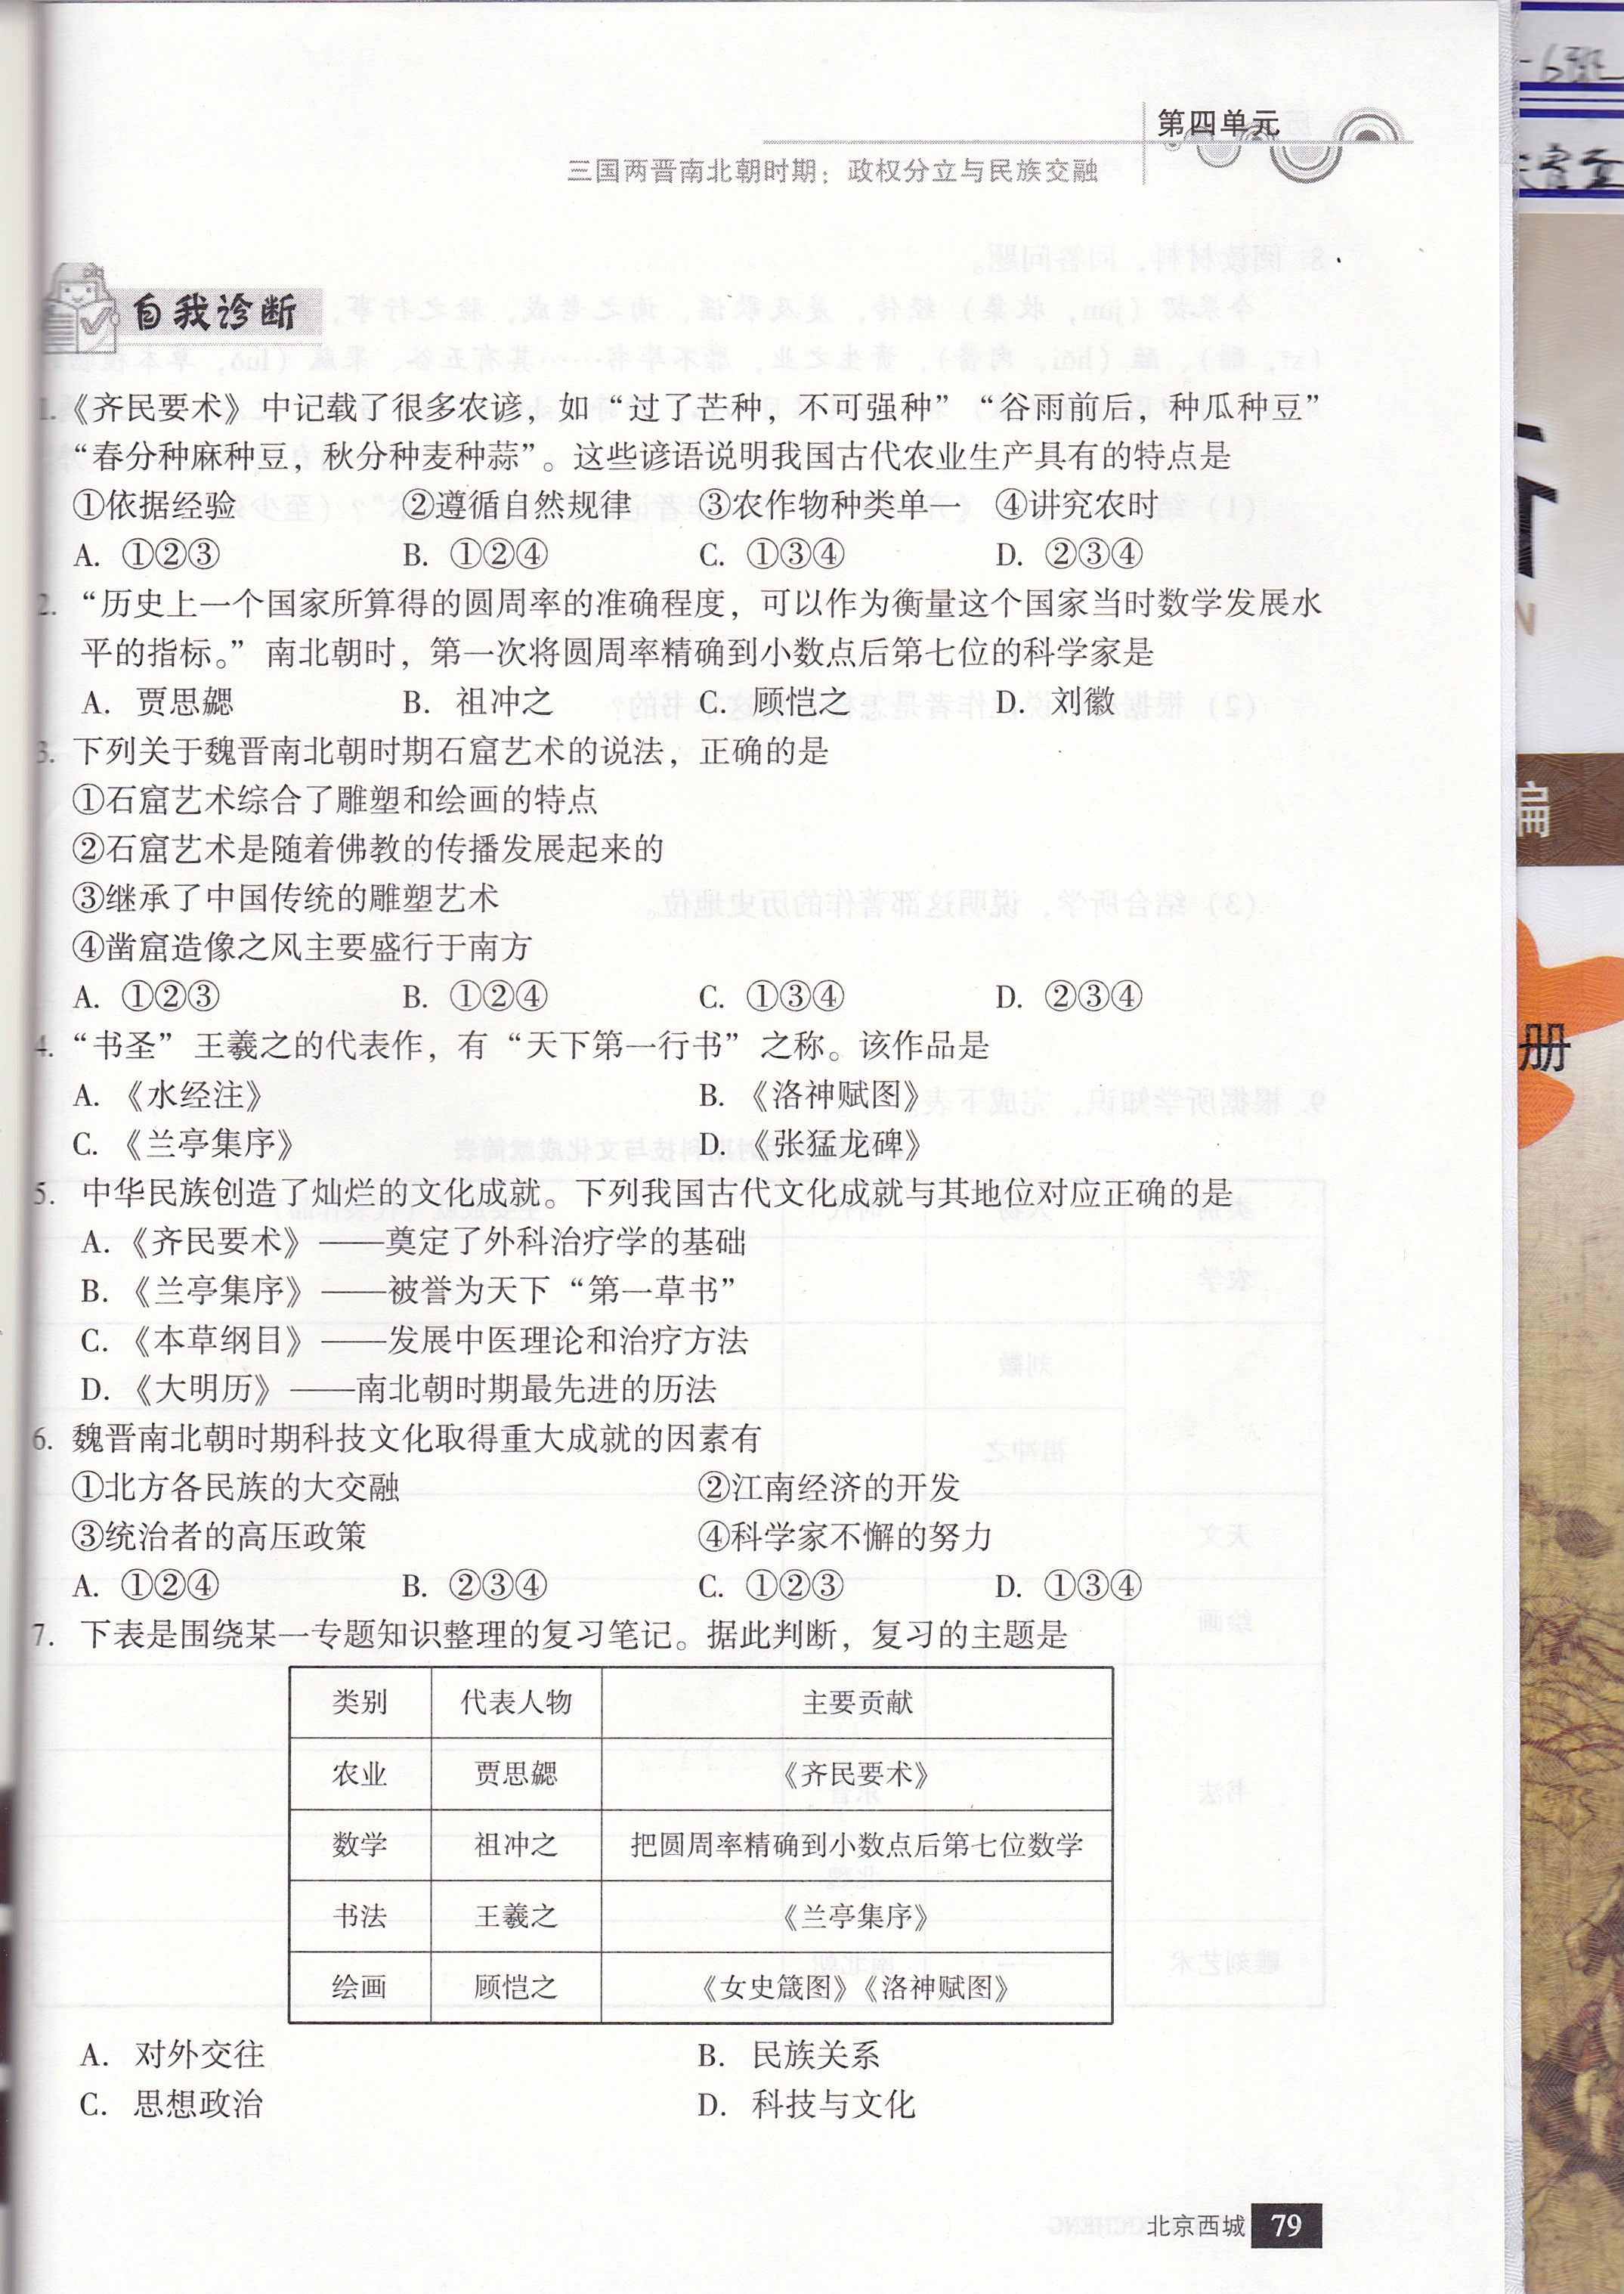 第四单元
三国两晋南北朝时期：政权分立与民族交融
自我诊断
1.《齐民要术》中记载了很多农谚，如“过了芒种，不可强种”“谷雨前后，种瓜种豆”
“春分种麻种豆，秋分种麦种蒜”。这些谚语说明我国古代农业生产具有的特点是
①依据经验 ②遵循自然规律 ③农作物种类单一 ④讲究农时
A. ①②③ B. ①②④ C. ①③④ D. ②③④
2. “历史上一个国家所算得的圆周率的准确程度，可以作为衡量这个国家当时数学发展水
平的指标。”南北朝时，第一次将圆周率精确到小数点后第七位的科学家是
A. 贾思勰 B. 祖冲之 C. 顾恺之 D. 刘徽
3. 下列关于魏晋南北朝时期石窟艺术的说法，正确的是
①石窟艺术综合了雕塑和绘画的特点
②石窟艺术是随着佛教的传播发展起来的
③继承了中国传统的雕塑艺术
④凿窟造像之风主要盛行于南方
A. ①②③ B. ①②④ C. ①③④ D. ②③④
4. “书圣”王羲之的代表作，有“天下第一行书”之称。该作品是
A. 《水经注》 B. 《洛神赋图》
C. 《兰亭集序》 D. 《张猛龙碑》
5. 中华民族创造了灿烂的文化成就。下列我国古代文化成就与其地位对应正确的是
A.《齐民要术》——奠定了外科治疗学的基础
B.《兰亭集序》——被誉为天下“第一草书”
C.《本草纲目》——发展中医理论和治疗方法
D.《大明历》——南北朝时期最先进的历法
6. 魏晋南北朝时期科技文化取得重大成就的因素有
①北方各民族的大交融 ②江南经济的开发
③统治者的高压政策 ④科学家不懈的努力
A. ①②④ B. ②③④ C. ①②③ D. ①③④
7. 下表是围绕某一专题知识整理的复习笔记。据此判断，复习的主题是
类别 代表人物 主要贡献
农业 贾思勰 《齐民要术》
数学 祖冲之 把圆周率精确到小数点后第七位数学
书法 王羲之 《兰亭集序》
绘画 顾恺之 《女史箴图》《洛神赋图》
A. 对外交往 B. 民族关系
C. 思想政治 D. 科技与文化
北京西城 79
编
册